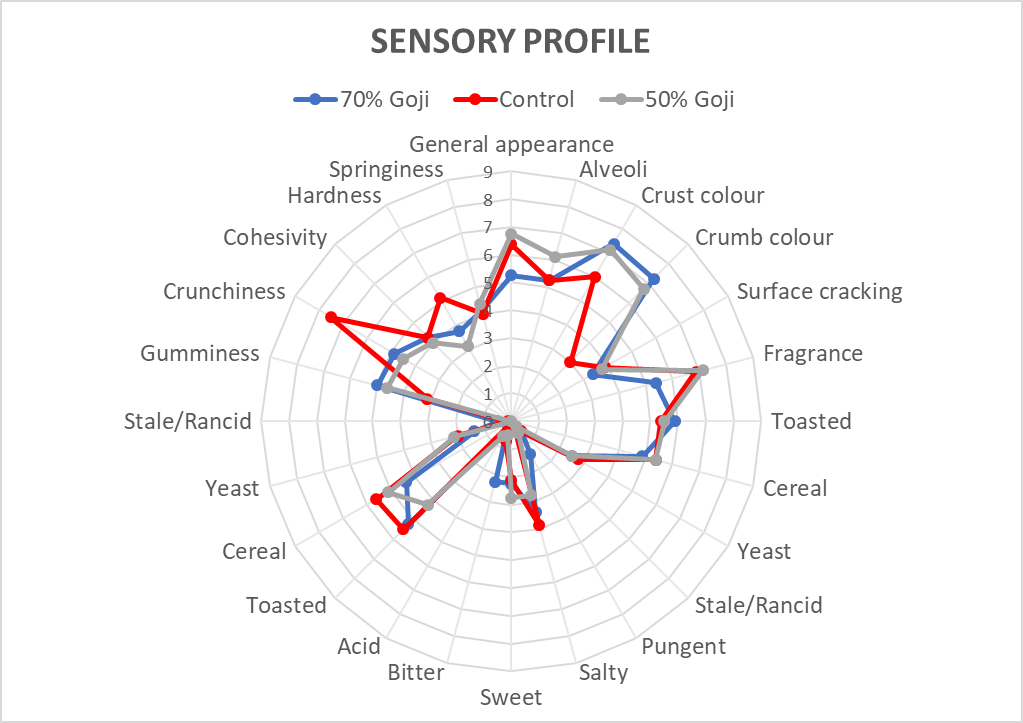 SENSORY PROFILE
70% Goji Control 50% Goji
General appearance
Alveoli
Crust colour
Crumb colour
Surface cracking
Fragrance
Toasted
Cereal
Yeast
Stale/Rancid
Pungent
Salty
Sweet
Bitter
Acid
Toasted
Cereal
Yeast
Stale/Rancid
Gumminess
Crunchiness
Cohesivity
Hardness
Springiness
9
8
7
6
5
4
3
2
1
0